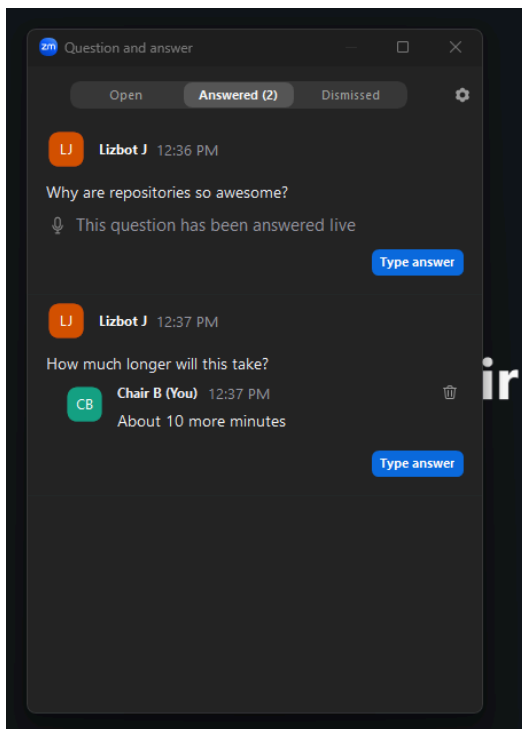 zm Question and answer
Open Answered (2) Dismissed
LJ Lizbot J 12:36 PM
Why are repositories so awesome?
This question has been answered live
Type answer
LJ Lizbot J 12:37 PM
How much longer will this take?
CB Chair B (You) 12:37 PM
About 10 more minutes
Type answer
ir